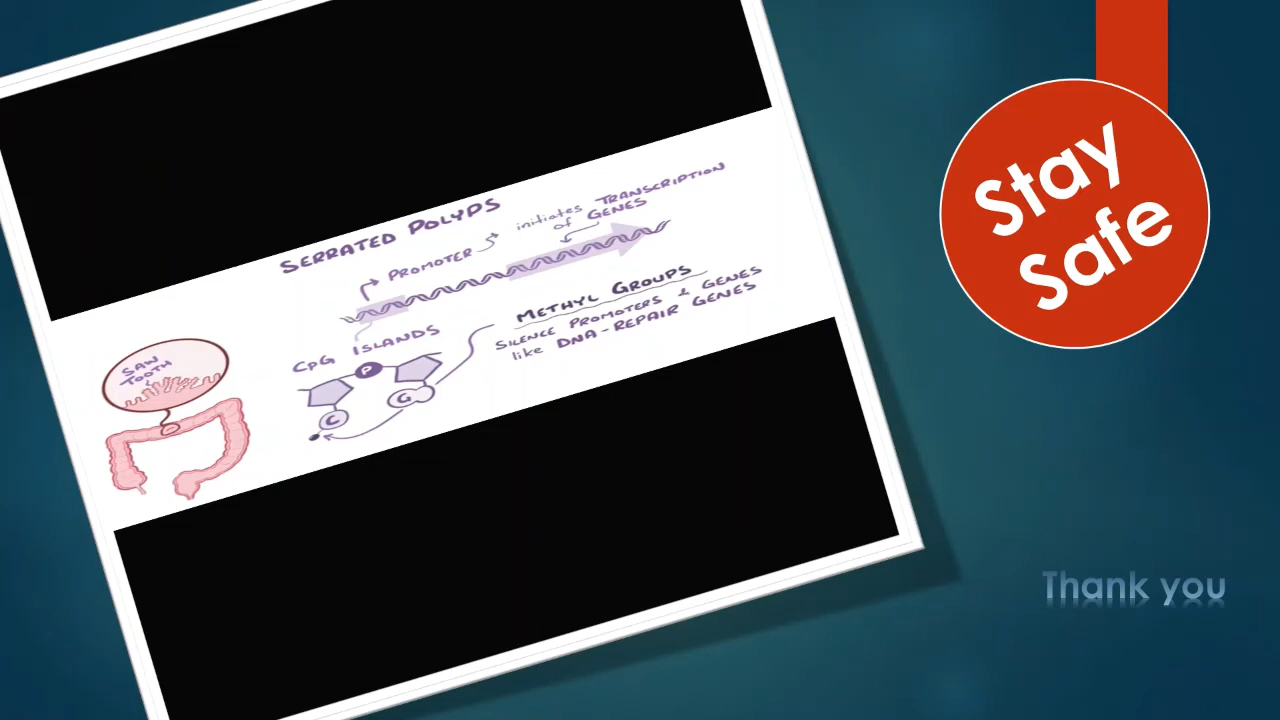 SERRATED POLYPS
PROMOTER
initiates TRANSCRIPTION
of GENES
METHYL GROUPS
SILENCE PROMOTERS & GENES
like DNA-REPAIR GENES
CpG ISLANDS
P
C
G
SAW
TOOTH
Stay
Safe
Thank you